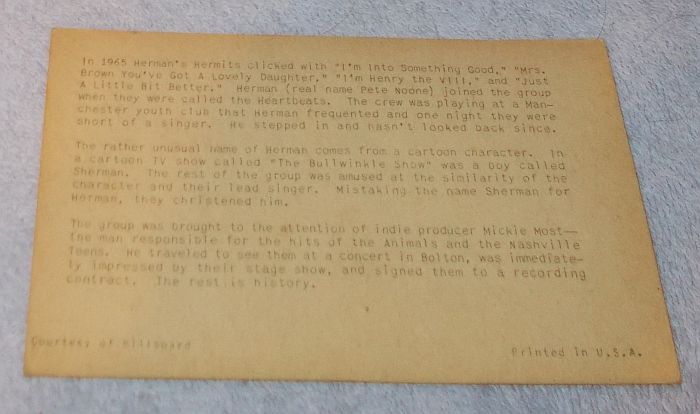 In 1965 Herman's Hermits clicked with "I'm Into Something Good," "Mrs.
Brown You've Got A Lovely Daughter," "I'm Henry the VIII," and "Just
A Little Bit Better." Herman (real name Pete Noone) joined the group
when they were called the Heartbeats. The crew was playing at a Man-
chester youth club that Herman frequented and one night they were
short of a singer. He stepped in and hasn't looked back since.
The rather unusual name of Herman comes from a cartoon character. In
a cartoon TV show called "The Bullwinkle Show" was a boy called
Sherman. The rest of the group was amused at the similarity of the
character and their lead singer. Mistaking the name Sherman for
Herman, they christened him.
The group was brought to the attention of indie producer Mickie Most—
the man responsible for the hits of the Animals and the Nashville
Teens. He traveled to see them at a concert in Bolton, was immediate-
ly impressed by their stage show, and signed them to a recording
contract. The rest is history.
Courtesy of Billboard
Printed in U.S.A.